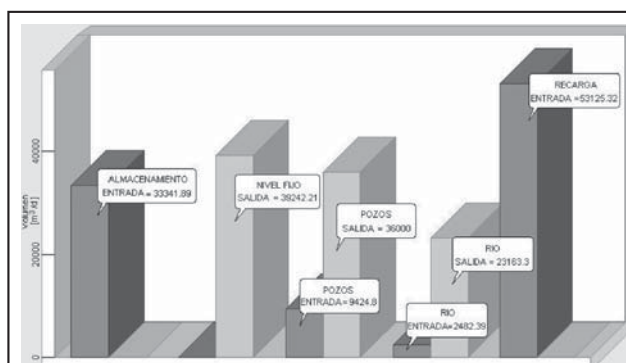 RECARGA
ENTRADA =53125.32
40000
ALMACENAMIENTO
ENTRADA = 33341.89
NIVEL FIJO
SALIDA = 39242.21
POZOS
SALIDA = 36000
Volumen
[m³/d]
20000
RIO
SALIDA = 23163.3
POZOS
ENTRADA=9424.8
RIO
ENTRADA=2482.39
0